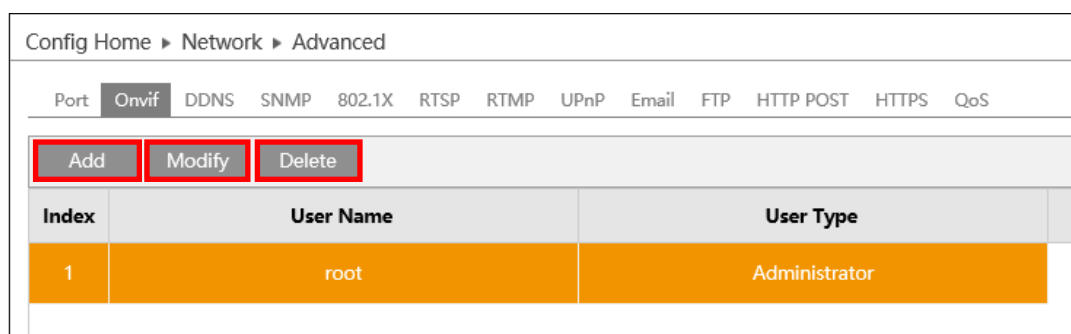 Config Home ▸ Network ▸ Advanced
Port Onvif DDNS SNMP 802.1X RTSP RTMP UPnP Email FTP HTTP POST HTTPS QoS
Add Modify Delete
Index User Name User Type
1 root Administrator